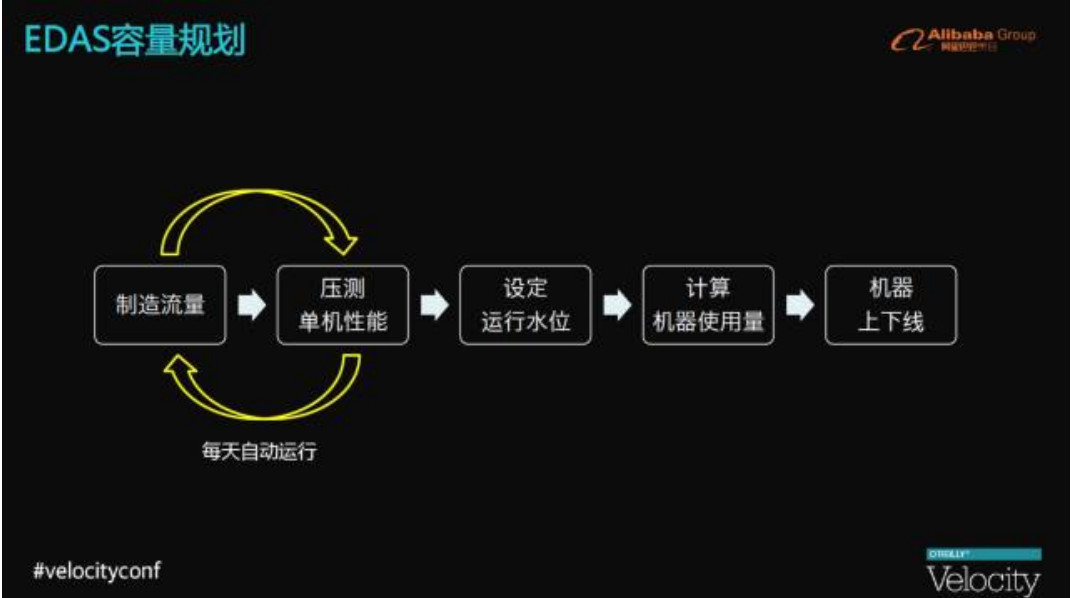 EDAS容量规划
Alibaba Group
制造流量
压测
单机性能
设定
运行水位
计算
机器使用量
机器
上下线
每天自动运行
#velocityconf
O'REILLY®
Velocity